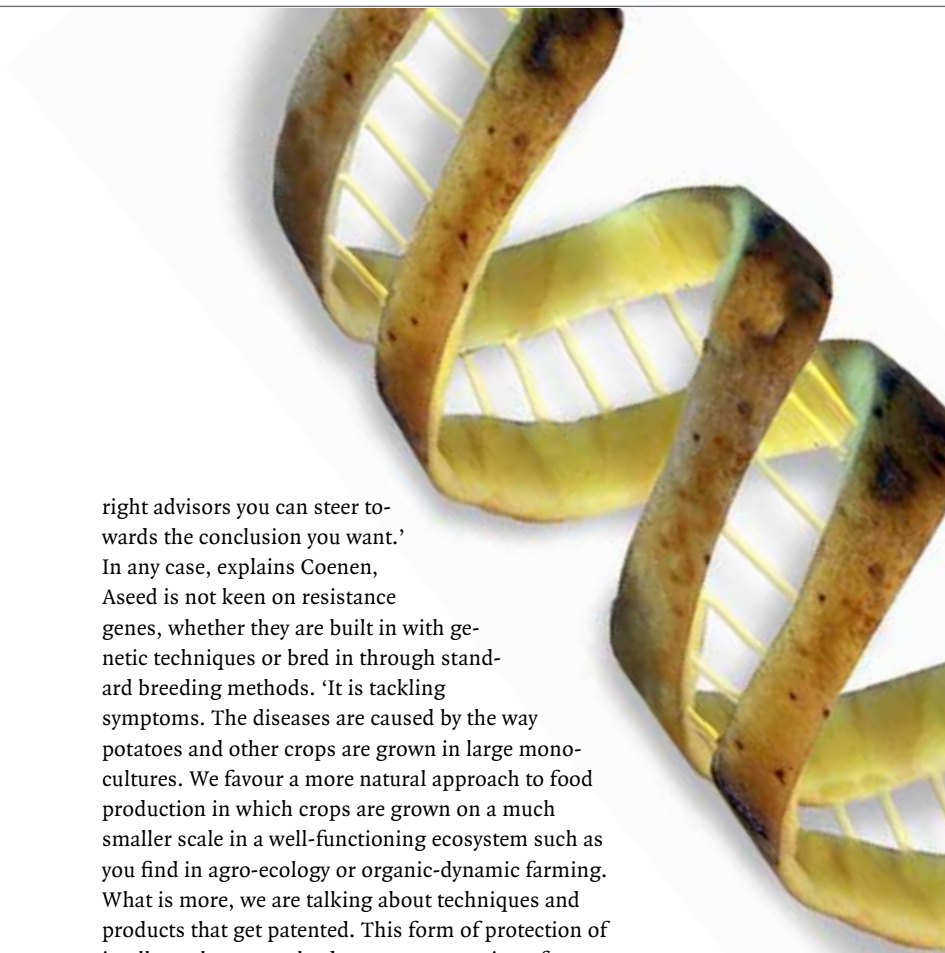 right advisors you can steer to-
wards the conclusion you want.’
In any case, explains Coenen,
Aseed is not keen on resistance
genes, whether they are built in with ge-
netic techniques or bred in through stand-
ard breeding methods. ‘It is tackling
symptoms. The diseases are caused by the way
potatoes and other crops are grown in large mono-
cultures. We favour a more natural approach to food
production in which crops are grown on a much
smaller scale in a well-functioning ecosystem such as
you find in agro-ecology or organic-dynamic farming.
What is more, we are talking about techniques and
products that get patented. This form of protection of